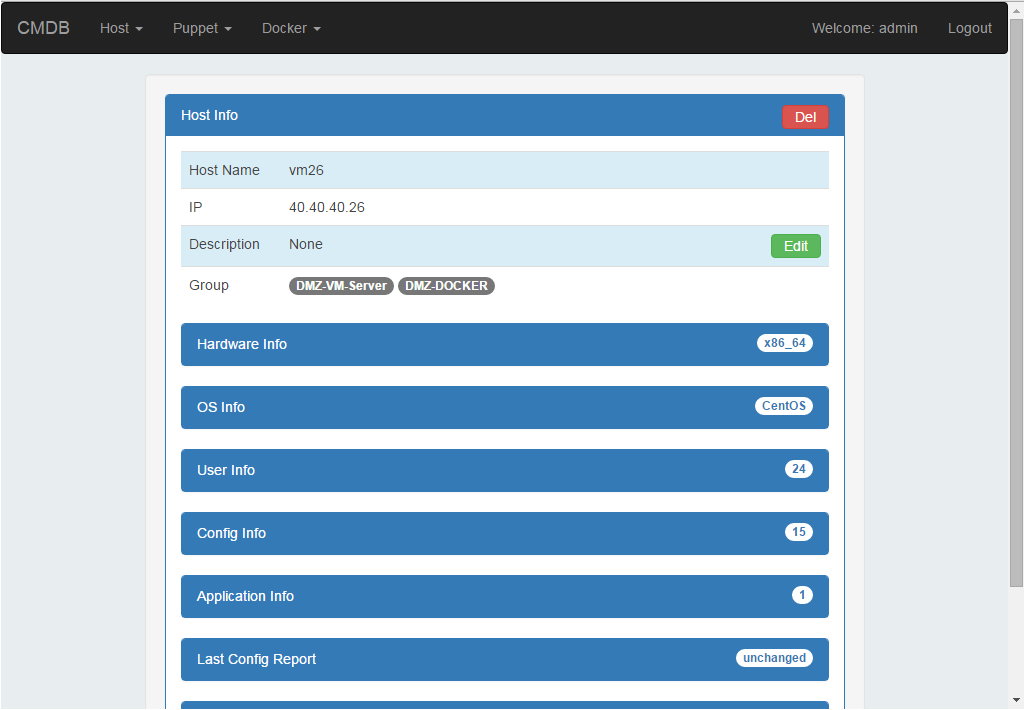 CMDB Host Puppet Docker Welcome: admin Logout
Host Info Del
Host Name vm26
IP 40.40.40.26
Description None Edit
Group DMZ-VM-Server DMZ-DOCKER
Hardware Info x86_64
OS Info CentOS
User Info 24
Config Info 15
Application Info 1
Last Config Report unchanged